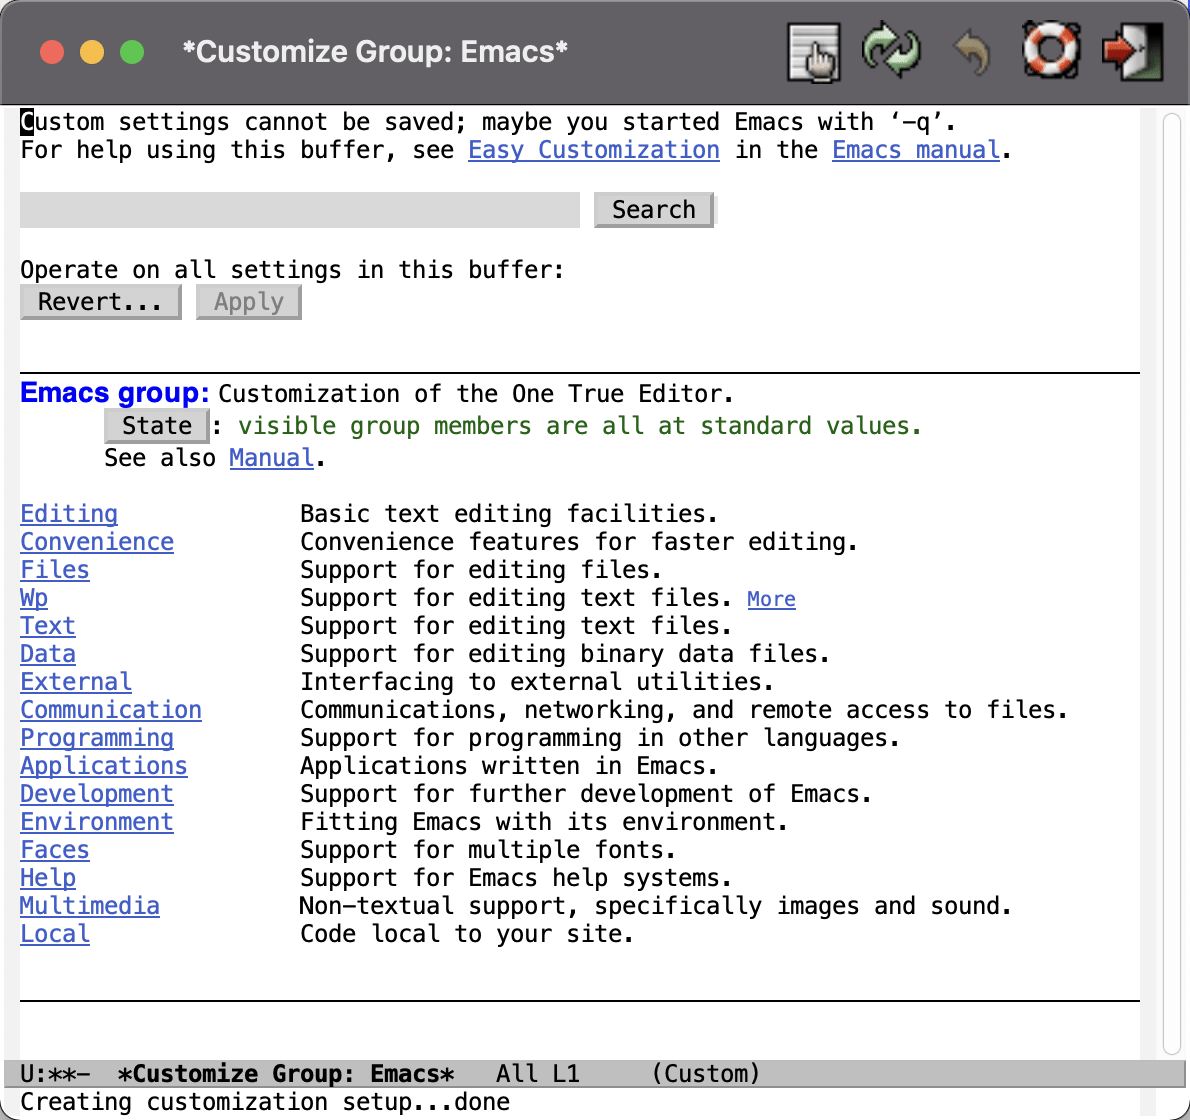 *Customize Group: Emacs*
Custom settings cannot be saved; maybe you started Emacs with ‘-q’.
For help using this buffer, see Easy Customization in the Emacs manual.
Search
Operate on all settings in this buffer:
Revert... Apply
Emacs group: Customization of the One True Editor.
State : visible group members are all at standard values.
See also Manual.
Editing Basic text editing facilities.
Convenience Convenience features for faster editing.
Files Support for editing files.
Wp Support for editing text files. More
Text Support for editing text files.
Data Support for editing binary data files.
External Interfacing to external utilities.
Communication Communications, networking, and remote access to files.
Programming Support for programming in other languages.
Applications Applications written in Emacs.
Development Support for further development of Emacs.
Environment Fitting Emacs with its environment.
Faces Support for multiple fonts.
Help Support for Emacs help systems.
Multimedia Non-textual support, specifically images and sound.
Local Code local to your site.
U:**- *Customize Group: Emacs* All L1 (Custom)
Creating customization setup...done